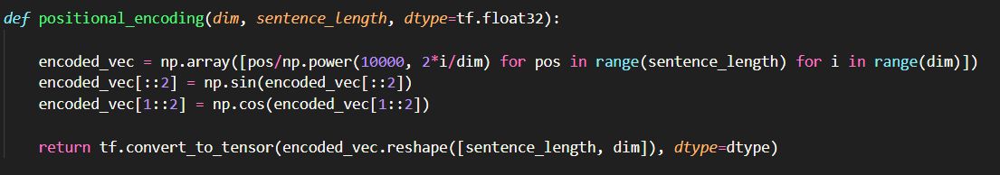 def positional_encoding(dim, sentence_length, dtype=tf.float32):
encoded_vec = np.array([pos/np.power(10000, 2*i/dim) for pos in range(sentence_length) for i in range(dim)])
encoded_vec[::2] = np.sin(encoded_vec[::2])
encoded_vec[1::2] = np.cos(encoded_vec[1::2])
return tf.convert_to_tensor(encoded_vec.reshape([sentence_length, dim]), dtype=dtype)